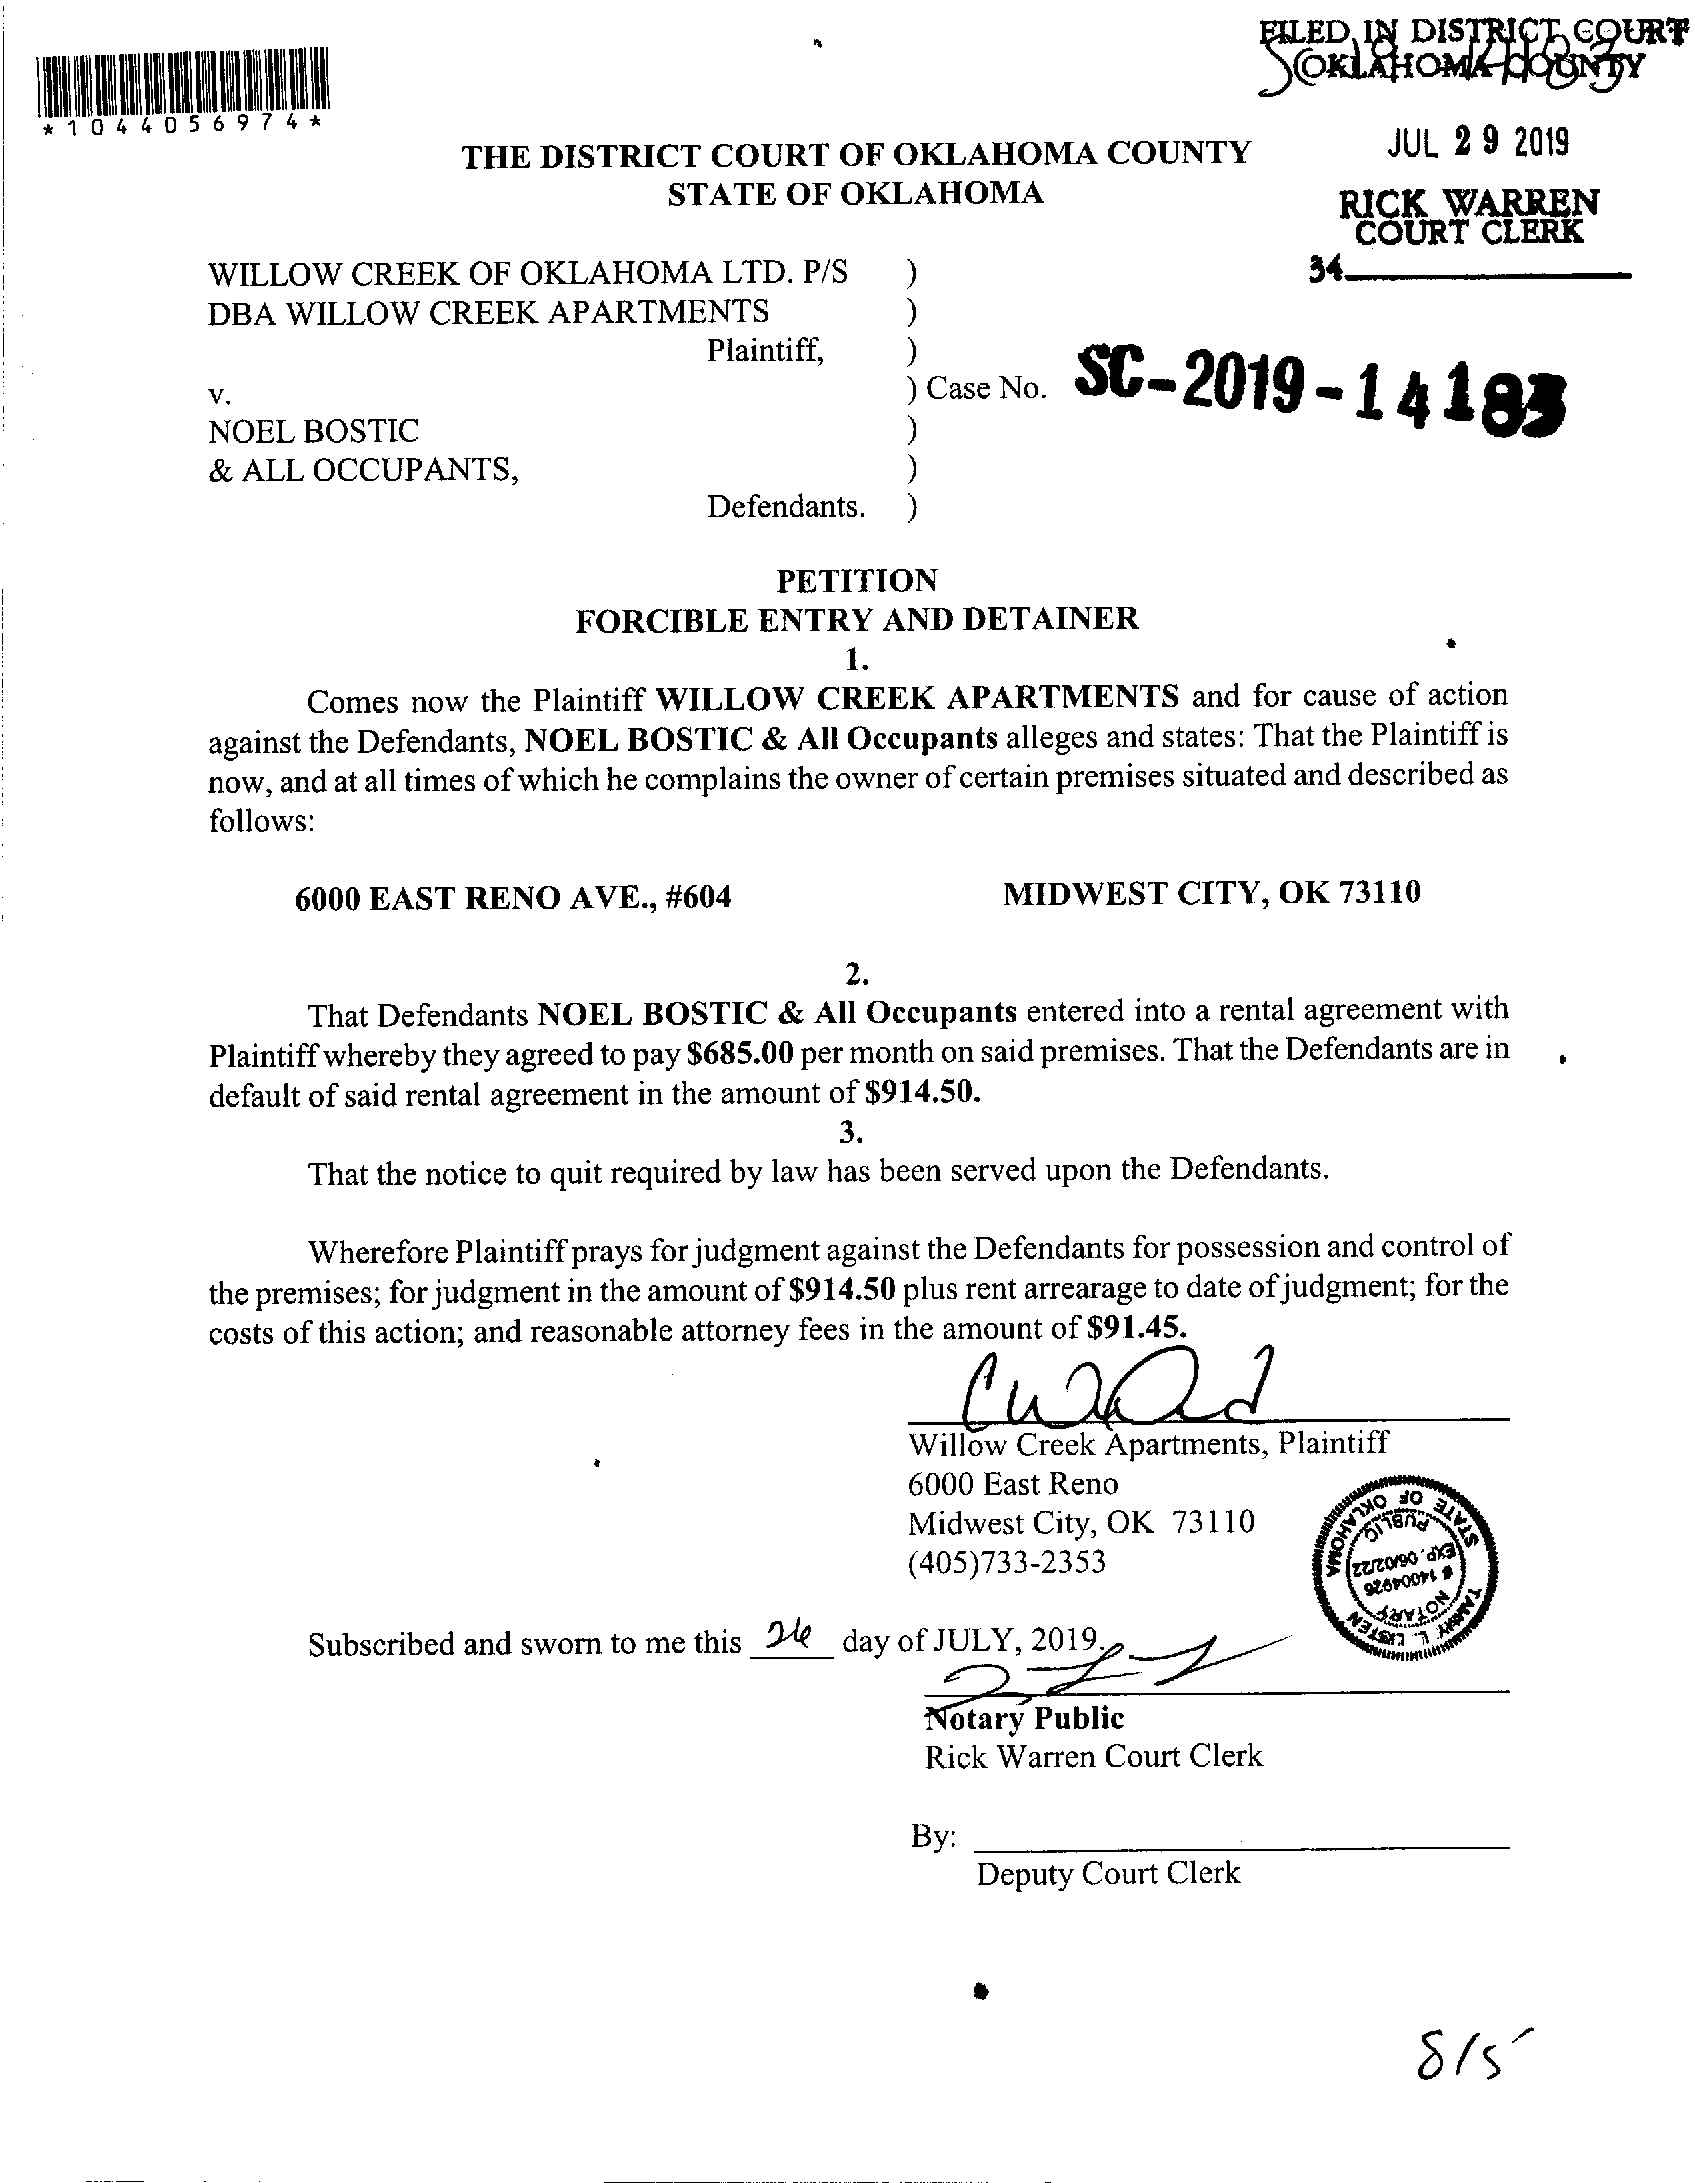 FILED IN DISTRICT COURT
OKLAHOMA COUNTY
*1044056974*
JUL 29 2019
THE DISTRICT COURT OF OKLAHOMA COUNTY
STATE OF OKLAHOMA
RICK WARREN
COURT CLERK
34
WILLOW CREEK OF OKLAHOMA LTD. P/S )
DBA WILLOW CREEK APARTMENTS )
Plaintiff, )
v. ) Case No. SC-2019-14183
NOEL BOSTIC )
& ALL OCCUPANTS, )
Defendants. )
PETITION
FORCIBLE ENTRY AND DETAINER
1.
Comes now the Plaintiff WILLOW CREEK APARTMENTS and for cause of action
against the Defendants, NOEL BOSTIC & All Occupants alleges and states: That the Plaintiff is
now, and at all times of which he complains the owner of certain premises situated and described as
follows:
6000 EAST RENO AVE., #604 MIDWEST CITY, OK 73110
2.
That Defendants NOEL BOSTIC & All Occupants entered into a rental agreement with
Plaintiff whereby they agreed to pay $685.00 per month on said premises. That the Defendants are in
default of said rental agreement in the amount of $914.50.
3.
That the notice to quit required by law has been served upon the Defendants.
Wherefore Plaintiff prays for judgment against the Defendants for possession and control of
the premises; for judgment in the amount of $914.50 plus rent arrearage to date of judgment; for the
costs of this action; and reasonable attorney fees in the amount of $91.45.
Willow Creek Apartments, Plaintiff
6000 East Reno
Midwest City, OK 73110
(405)733-2353
TAMMY L. LISTEN
NOTARY
# 14004926
EXP. 06/02/22
PUBLIC
STATE OF OKLAHOMA
Subscribed and sworn to me this 26 day of JULY, 2019.
Notary Public
Rick Warren Court Clerk
By:
Deputy Court Clerk
8/5